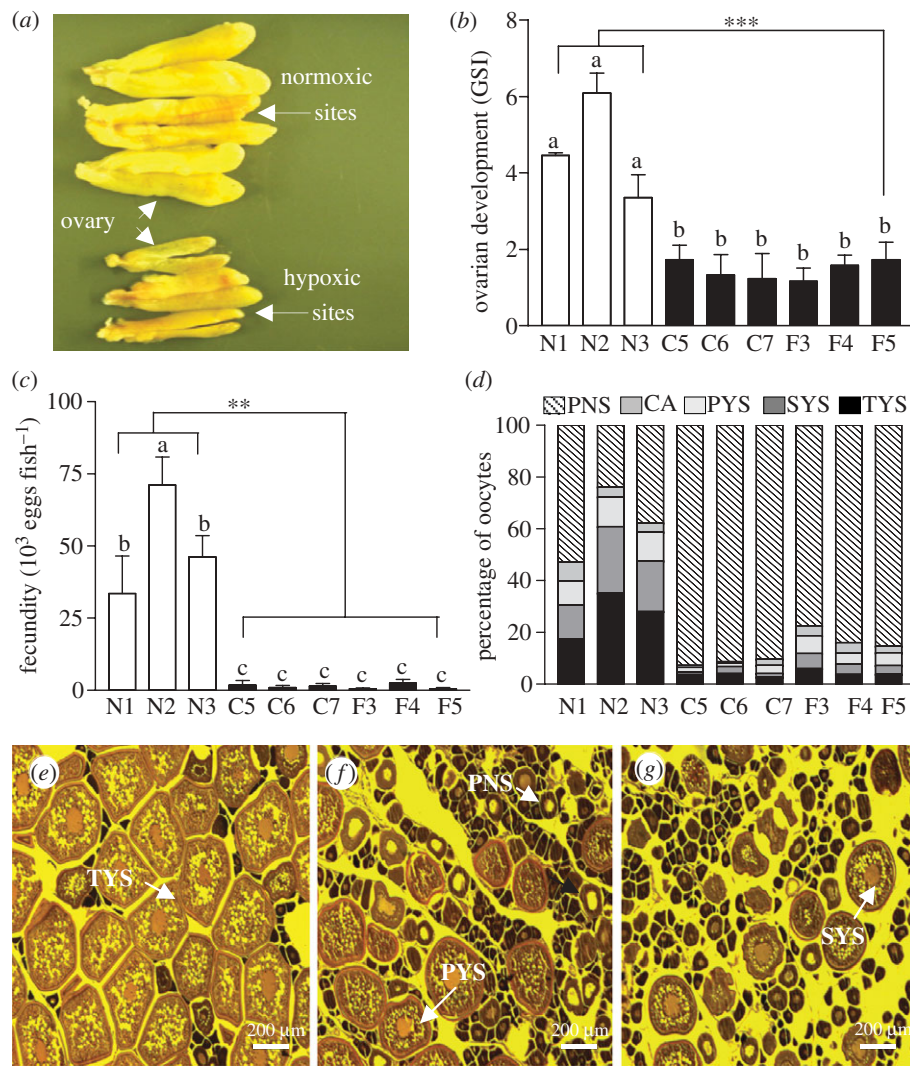 (a)
normoxic
sites
ovary
hypoxic
sites
(b)
ovarian development (GSI)
8
6
4
2
0
***
a
a
a
b
b
b
b
b
b
N1 N2 N3 C5 C6 C7 F3 F4 F5
(c)
fecundity (10³ eggs fish⁻¹)
100
75
50
25
0
**
b
a
b
c
c
c
c
c
c
N1 N2 N3 C5 C6 C7 F3 F4 F5
(d)
PNS CA PYS SYS TYS
percentage of oocytes
100
80
60
40
20
0
N1 N2 N3 C5 C6 C7 F3 F4 F5
(e)
TYS
200 µm
(f)
PNS
PYS
200 µm
(g)
SYS
200 µm